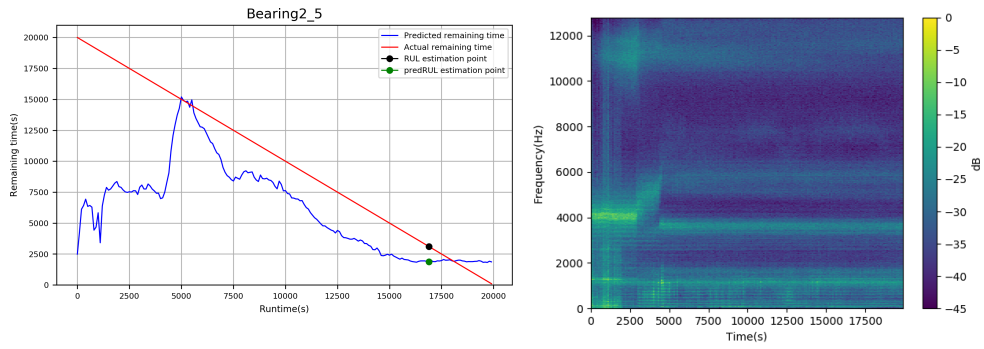 Bearing2_5
Remaining time(s)
20000
17500
15000
12500
10000
7500
5000
2500
0
Predicted remaining time
Actual remaining time
RUL estimation point
predRUL estimation point
0 2500 5000 7500 10000 12500 15000 17500 20000
Runtime(s)
Frequency(Hz)
12000
10000
8000
6000
4000
2000
0
0 2500 5000 7500 10000 12500 15000 17500
Time(s)
0
−5
−10
−15
−20
−25
−30
−35
−40
−45
dB